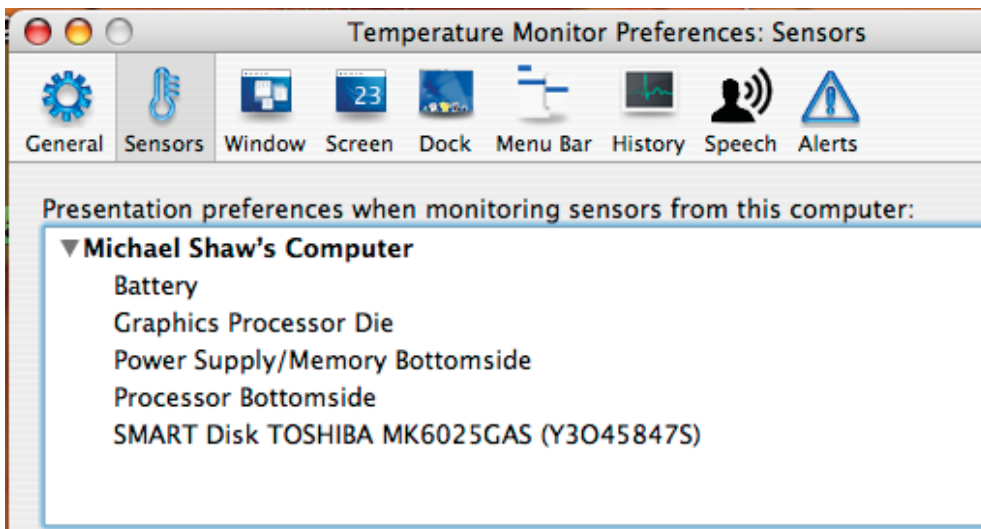 Temperature Monitor Preferences: Sensors
23
General Sensors Window Screen Dock Menu Bar History Speech Alerts
Presentation preferences when monitoring sensors from this computer:
Michael Shaw's Computer
Battery
Graphics Processor Die
Power Supply/Memory Bottomside
Processor Bottomside
SMART Disk TOSHIBA MK6025GAS (Y3O45847S)